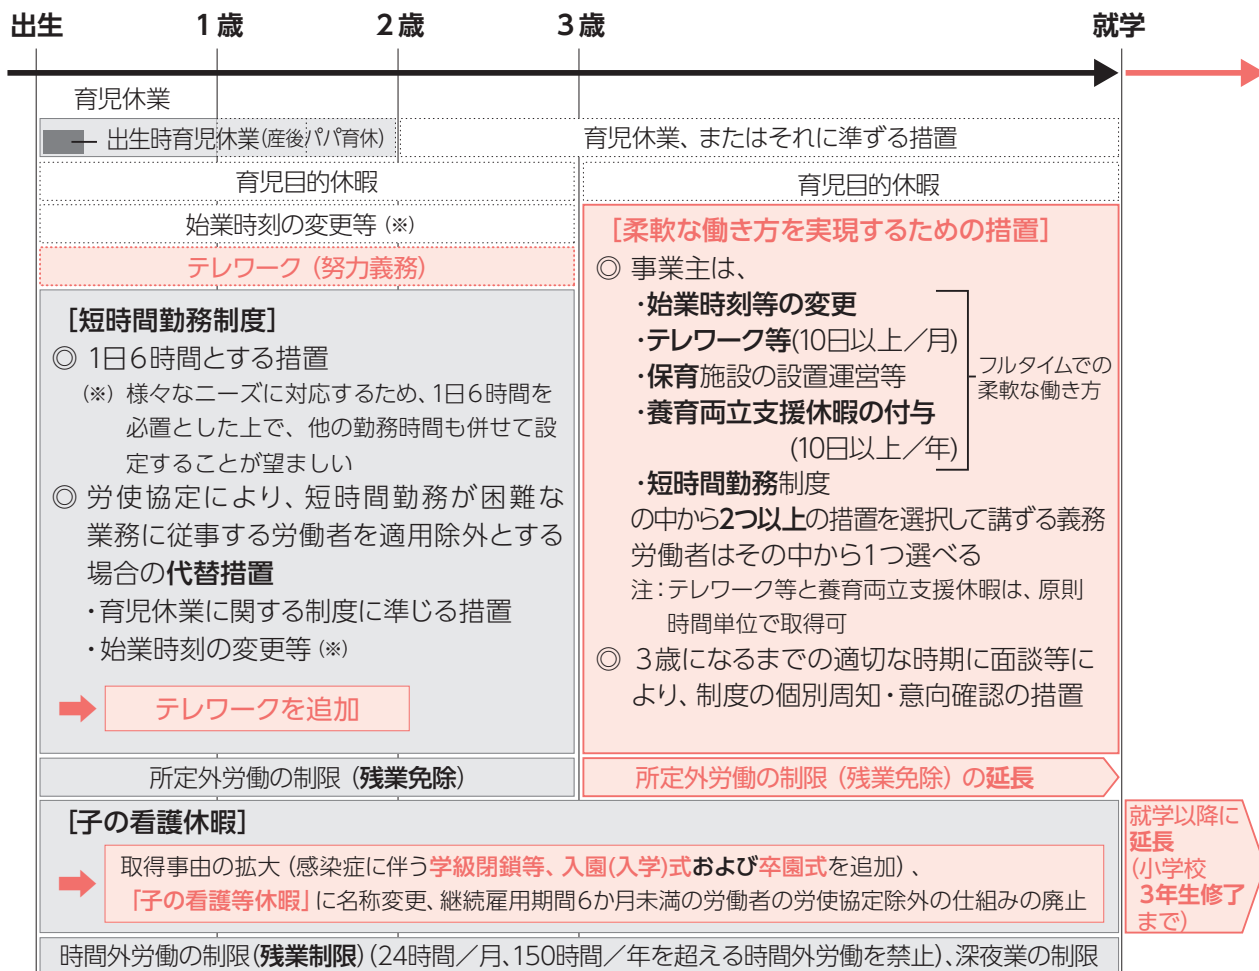 出生 1歳 2歳 3歳 就学
育児休業
出生時育児休業(産後パパ育休)
育児休業、またはそれに準ずる措置
育児目的休暇
育児目的休暇
始業時刻の変更等(※)
テレワーク(努力義務)
[短時間勤務制度]
◎ 1日6時間とする措置
(※) 様々なニーズに対応するため、1日6時間を
必置とした上で、他の勤務時間も併せて設
定することが望ましい
◎ 労使協定により、短時間勤務が困難な
業務に従事する労働者を適用除外とする
場合の代替措置
・育児休業に関する制度に準じる措置
・始業時刻の変更等(※)
テレワークを追加
[柔軟な働き方を実現するための措置]
◎ 事業主は、
・始業時刻等の変更
・テレワーク等(10日以上/月)
・保育施設の設置運営等
・養育両立支援休暇の付与
(10日以上/年)
・短時間勤務制度
フルタイムでの
柔軟な働き方
の中から2つ以上の措置を選択して講ずる義務
労働者はその中から1つ選べる
注:テレワーク等と養育両立支援休暇は、原則
時間単位で取得可
◎ 3歳になるまでの適切な時期に面談等に
より、制度の個別周知・意向確認の措置
所定外労働の制限(残業免除)
所定外労働の制限(残業免除)の延長
[子の看護休暇]
取得事由の拡大(感染症に伴う学級閉鎖等、入園(入学)式および卒園式を追加)、
「子の看護等休暇」に名称変更、継続雇用期間6か月未満の労働者の労使協定除外の仕組みの廃止
就学以降に
延長
(小学校
3年生修了
まで)
時間外労働の制限(残業制限)(24時間/月、150時間/年を超える時間外労働を禁止)、深夜業の制限